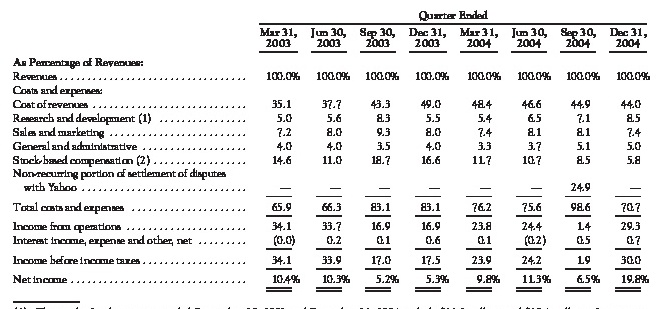 Quarter Ended
Mar 31, 2003 Jun 30, 2003 Sep 30, 2003 Dec 31, 2003 Mar 31, 2004 Jun 30, 2004 Sep 30, 2004 Dec 31, 2004
As Percentage of Revenues:
Revenues 100.0% 100.0% 100.0% 100.0% 100.0% 100.0% 100.0% 100.0%
Costs and expenses:
Cost of revenues 35.1 37.7 43.3 49.0 48.4 46.6 44.9 44.0
Research and development (1) 5.0 5.6 8.3 5.5 5.4 6.5 7.1 8.5
Sales and marketing 7.2 8.0 9.3 8.0 7.4 8.1 8.1 7.4
General and administrative 4.0 4.0 3.5 4.0 3.3 3.7 5.1 5.0
Stock-based compensation (2) 14.6 11.0 18.7 16.6 11.7 10.7 8.5 5.8
Non-recurring portion of settlement of disputes
with Yahoo — — — — — — 24.9 —
Total costs and expenses 65.9 66.3 83.1 83.1 76.2 75.6 98.6 70.7
Income from operations 34.1 33.7 16.9 16.9 23.8 24.4 1.4 29.3
Interest income, expense and other, net (0.0) 0.2 0.1 0.6 0.1 (0.2) 0.5 0.7
Income before income taxes 34.1 33.9 17.0 17.5 23.9 24.2 1.9 30.0
Net income 10.4% 10.3% 5.2% 5.3% 9.8% 11.3% 6.5% 19.8%